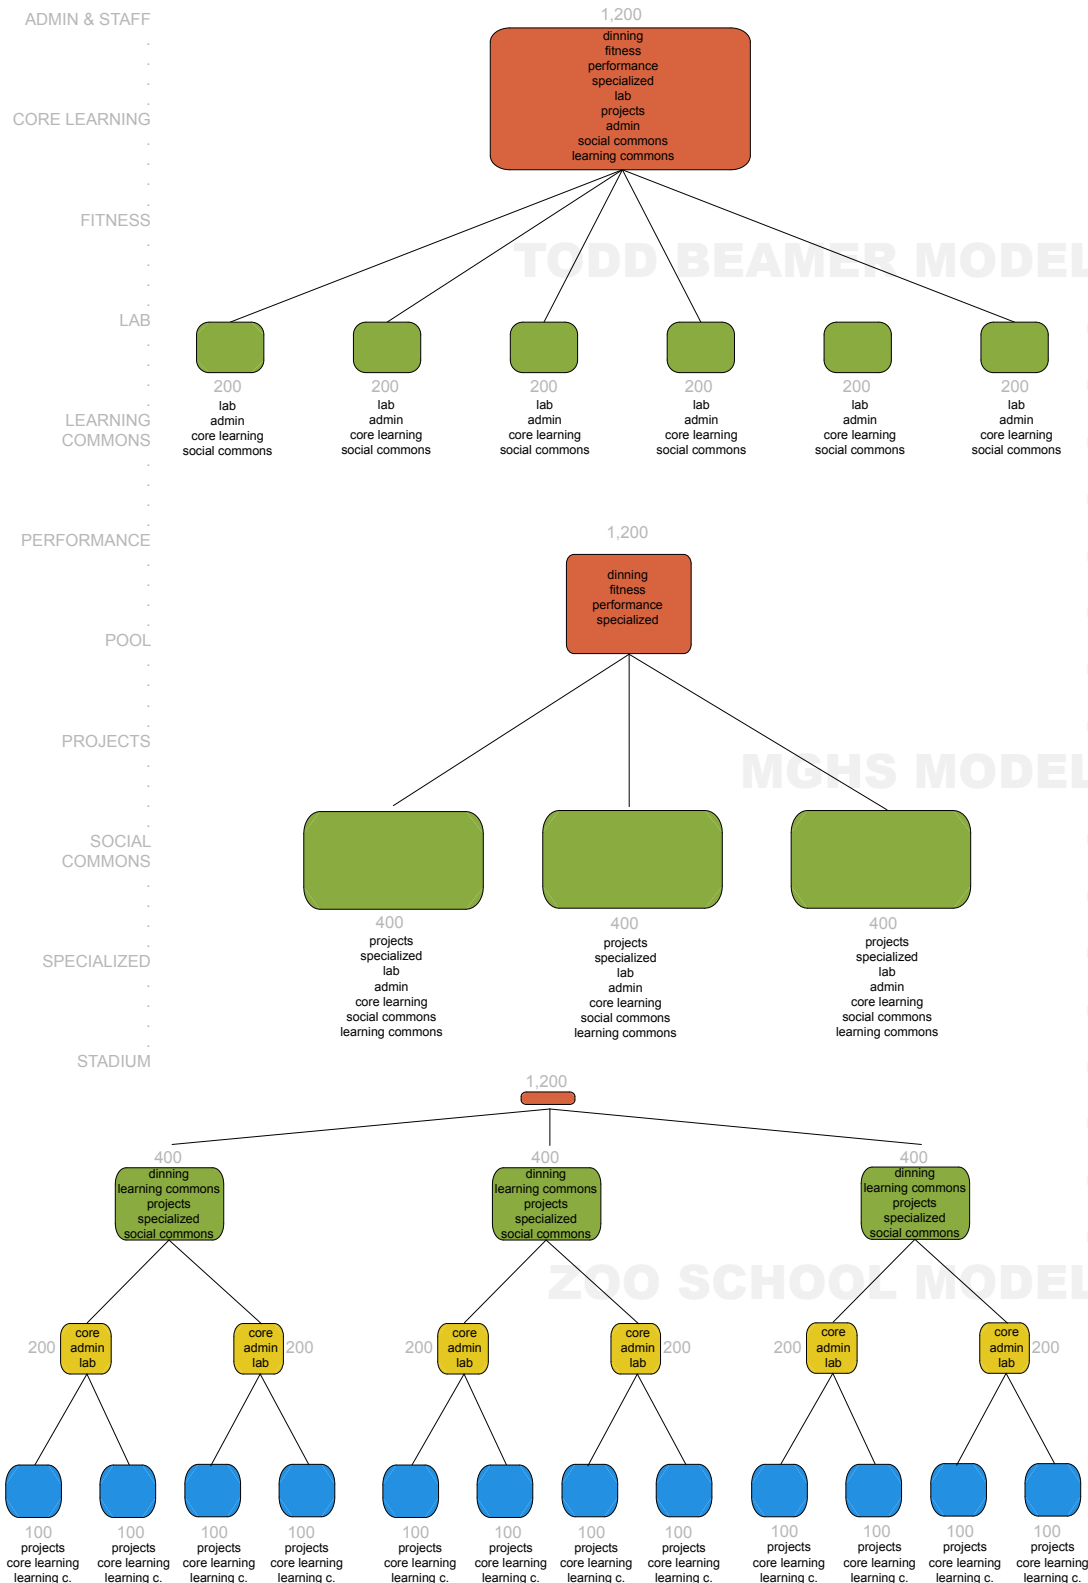 ADMIN & STAFF
CORE LEARNING
FITNESS
LAB
LEARNING
COMMONS
PERFORMANCE
POOL
PROJECTS
SOCIAL
COMMONS
SPECIALIZED
STADIUM
1,200
dinning
fitness
performance
specialized
lab
projects
admin
social commons
learning commons
TODD BEAMER MODEL
200
lab
admin
core learning
social commons
200
lab
admin
core learning
social commons
200
lab
admin
core learning
social commons
200
lab
admin
core learning
social commons
200
lab
admin
core learning
social commons
200
lab
admin
core learning
social commons
1,200
dinning
fitness
performance
specialized
MGHS MODEL
400
projects
specialized
lab
admin
core learning
social commons
learning commons
400
projects
specialized
lab
admin
core learning
social commons
learning commons
400
projects
specialized
lab
admin
core learning
social commons
learning commons
1,200
400
dinning
learning commons
projects
specialized
social commons
400
dinning
learning commons
projects
specialized
social commons
400
dinning
learning commons
projects
specialized
social commons
ZOO SCHOOL MODEL
200
core
admin
lab
core
admin
lab
200
200
core
admin
lab
core
admin
lab
200
200
core
admin
lab
core
admin
lab
200
100
projects
core learning
learning c.
100
projects
core learning
learning c.
100
projects
core learning
learning c.
100
projects
core learning
learning c.
100
projects
core learning
learning c.
100
projects
core learning
learning c.
100
projects
core learning
learning c.
100
projects
core learning
learning c.
100
projects
core learning
learning c.
100
projects
core learning
learning c.
100
projects
core learning
learning c.
100
projects
core learning
learning c.